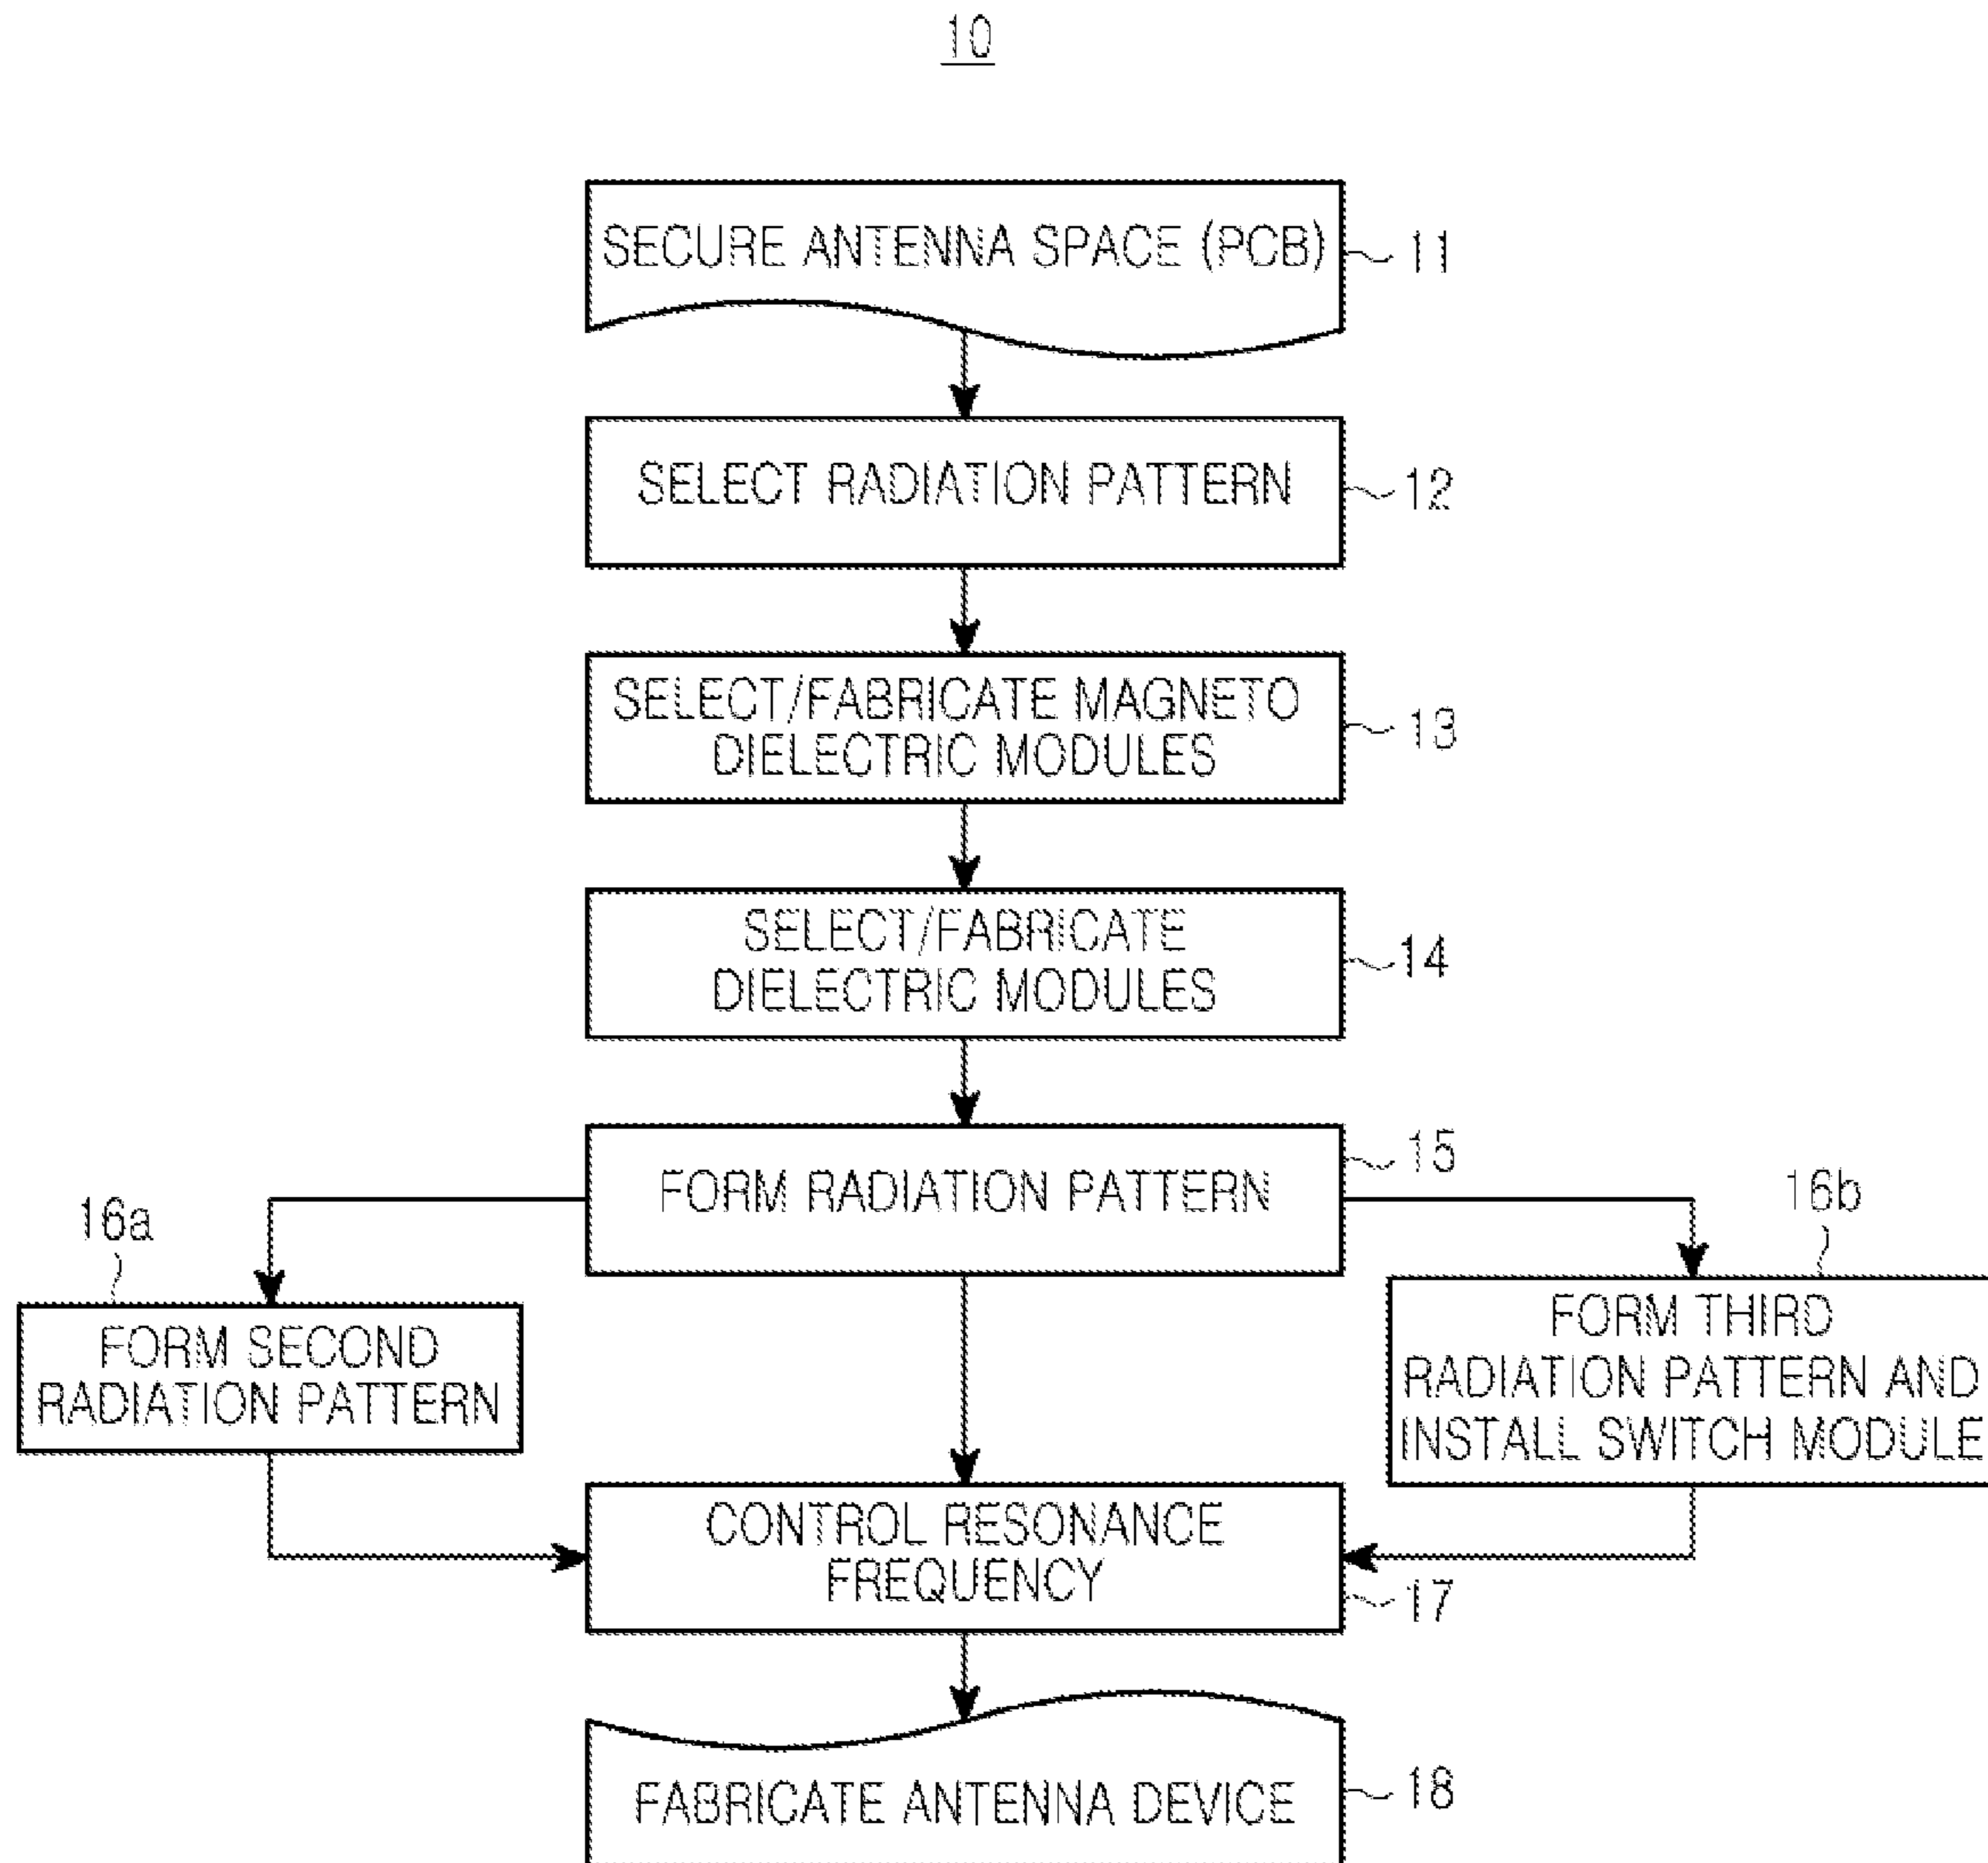 10
SECURE ANTENNA SPACE (PCB)
11
SELECT RADIATION PATTERN
12
SELECT/FABRICATE MAGNETO
DIELECTRIC MODULES
13
SELECT/FABRICATE
DIELECTRIC MODULES
14
FORM RADIATION PATTERN
15
16a
FORM SECOND
RADIATION PATTERN
16b
FORM THIRD
RADIATION PATTERN AND
INSTALL SWITCH MODULE
CONTROL RESONANCE
FREQUENCY
17
FABRICATE ANTENNA DEVICE
18